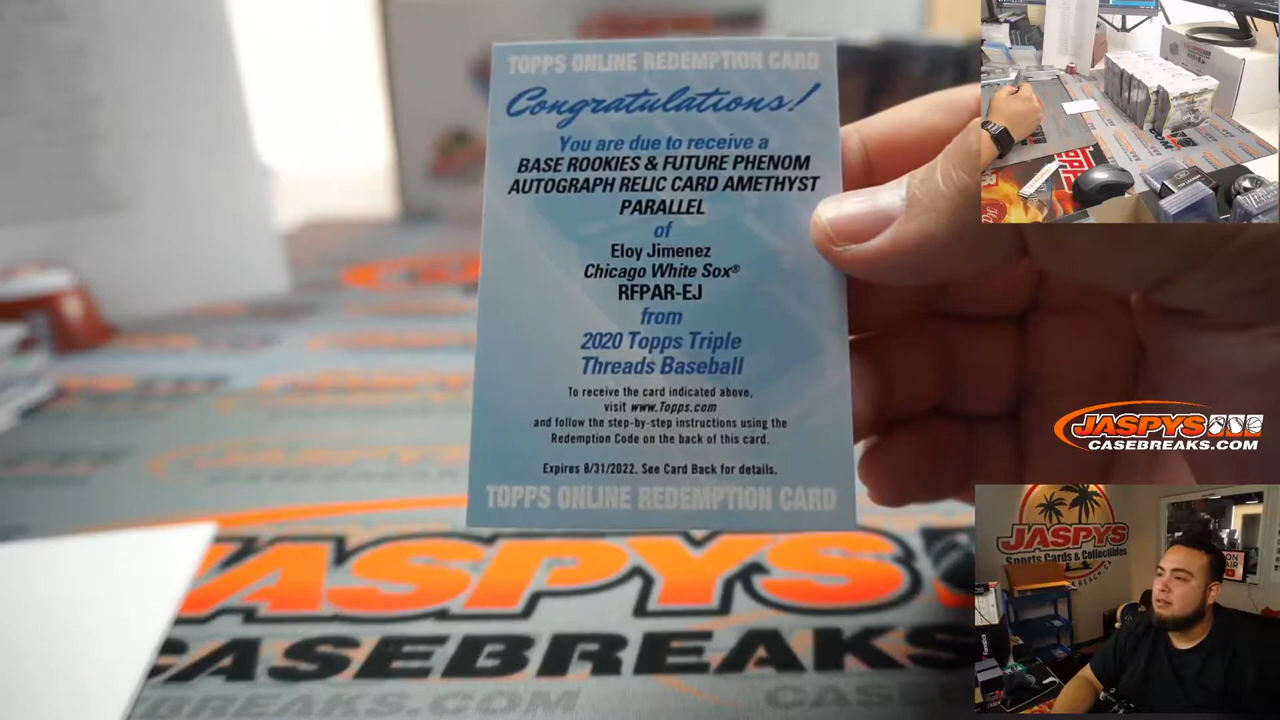 TOPPS ONLINE REDEMPTION CARD
Congratulations!
You are due to receive a
BASE ROOKIES & FUTURE PHENOM
AUTOGRAPH RELIC CARD AMETHYST
PARALLEL
of
Eloy Jimenez
Chicago White Sox®
RFPAR-EJ
from
2020 Topps Triple
Threads Baseball
To receive the card indicated above,
visit www.Topps.com
and follow the step-by-step instructions using the
Redemption Code on the back of this card.
Expires 8/31/2022. See Card Back for details.
TOPPS ONLINE REDEMPTION CARD
JASPYS
CASEBREAKS
JASPYS
CASEBREAKS.COM
JASPYS
Sports Cards & Collectibles